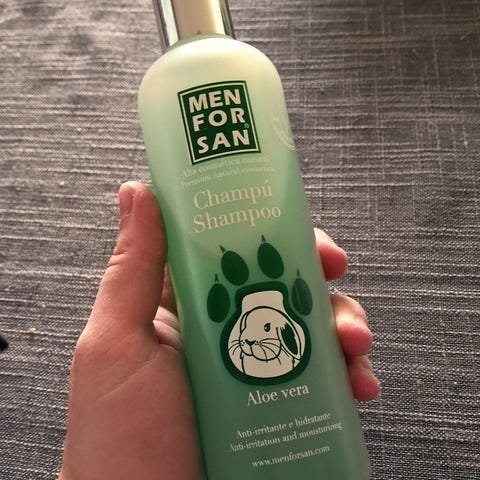 MEN
FOR
SAN
Alta cosmética natural
Premium natural cosmetics
Champú
Shampoo
Aloe vera
Anti-irritante e hidratante
Anti-irritation and mousturizing
www.menforsan.com